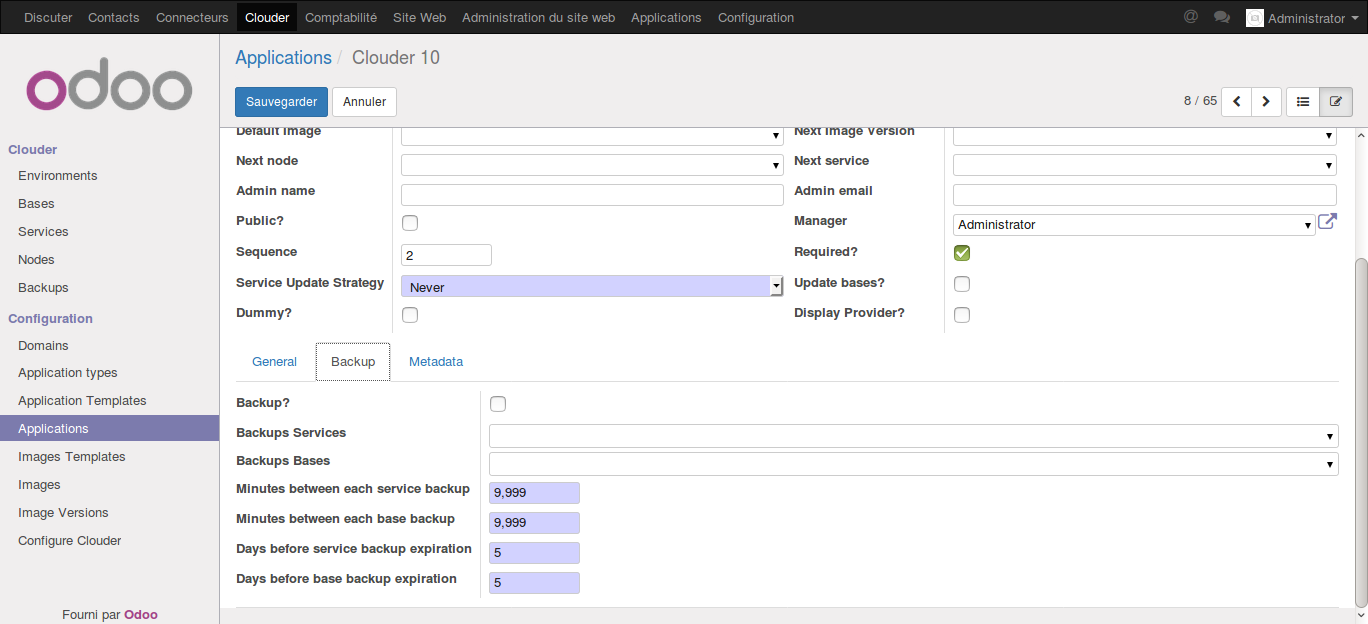 Discuter Contacts Connecteurs Clouder Comptabilité Site Web Administration du site web Applications Configuration @ Administrator
odoo
Applications / Clouder 10
Sauvegarder Annuler 8 / 65
Clouder
Environments
Bases
Services
Nodes
Backups
Configuration
Domains
Application types
Application Templates
Applications
Images Templates
Images
Image Versions
Configure Clouder
Fourni par Odoo
Default Image Next Image Version
Next node Next service
Admin name Admin email
Public? Manager Administrator
Sequence 2 Required?
Service Update Strategy Never Update bases?
Dummy? Display Provider?
General Backup Metadata
Backup?
Backups Services
Backups Bases
Minutes between each service backup 9,999
Minutes between each base backup 9,999
Days before service backup expiration 5
Days before base backup expiration 5